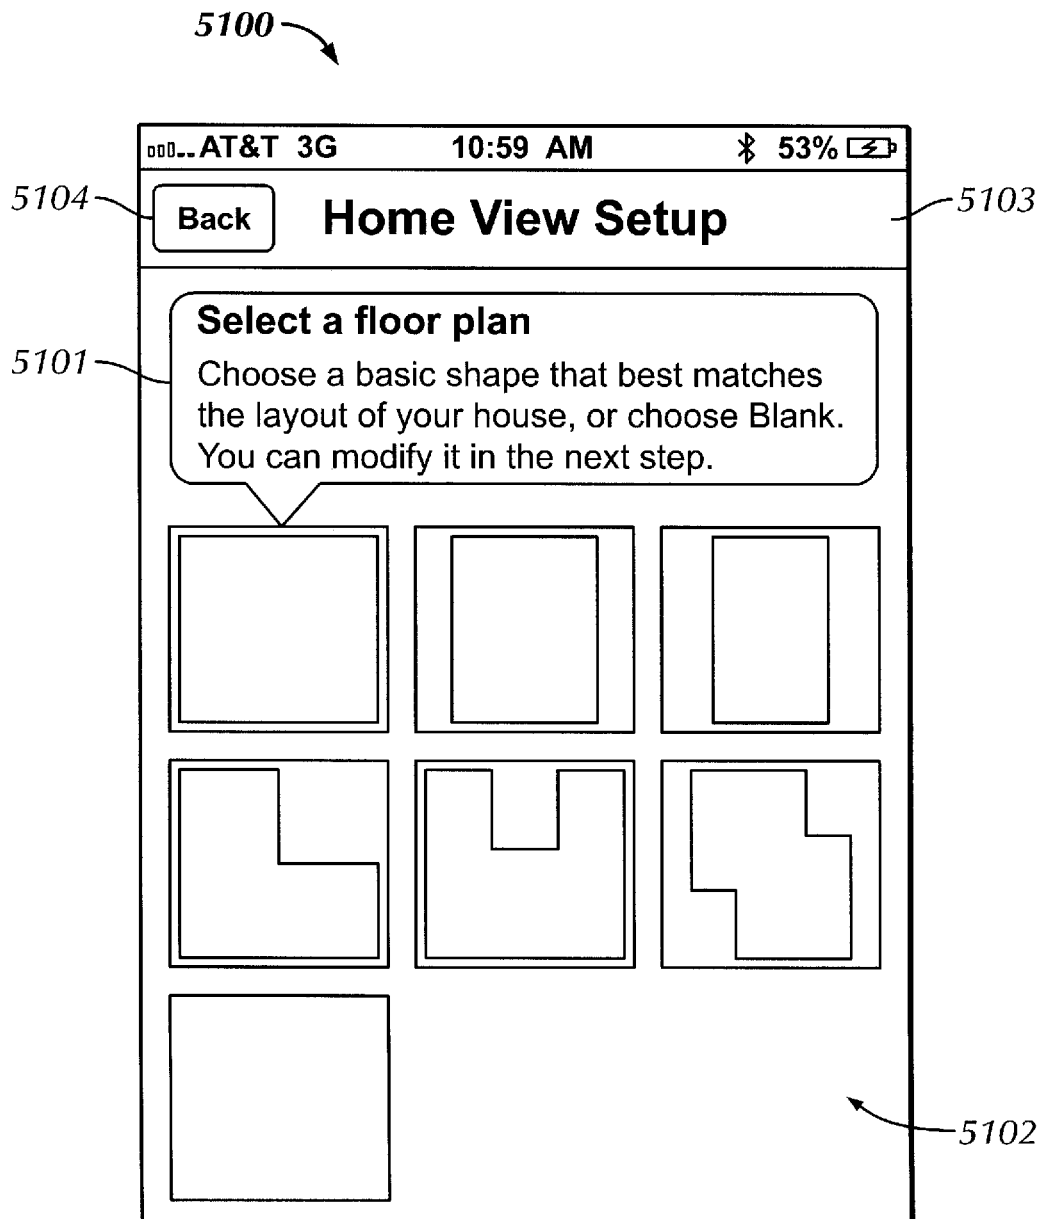 5100
AT&T 3G 10:59 AM 53%
5104 Back Home View Setup 5103
Select a floor plan
5101 Choose a basic shape that best matches
the layout of your house, or choose Blank.
You can modify it in the next step.
5102